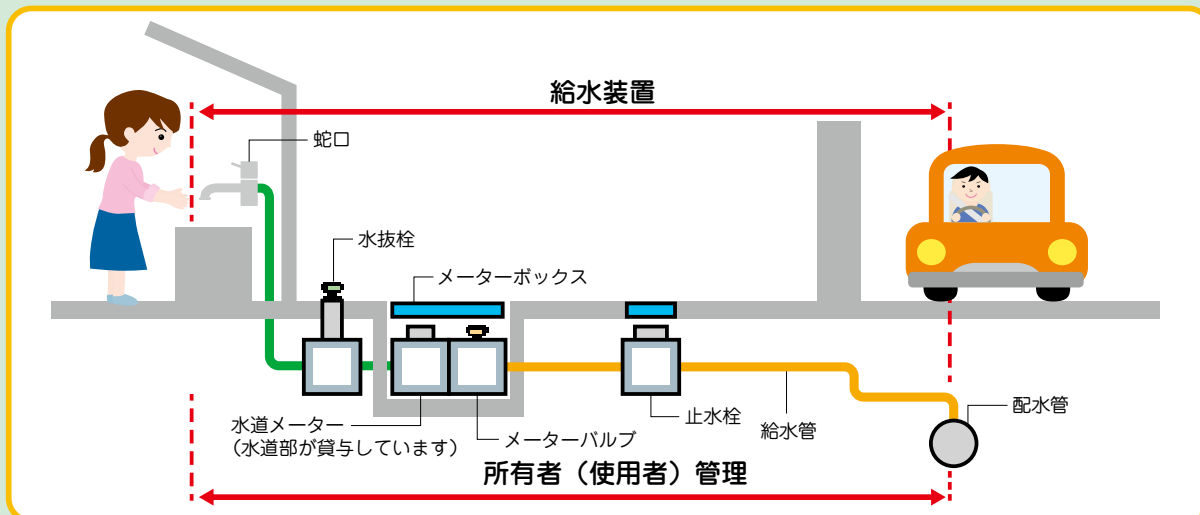 給水装置
蛇口
水抜栓
メーターボックス
水道メーター
（水道部が貸与しています）
メーターバルブ
止水栓
給水管
配水管
所有者（使用者）管理